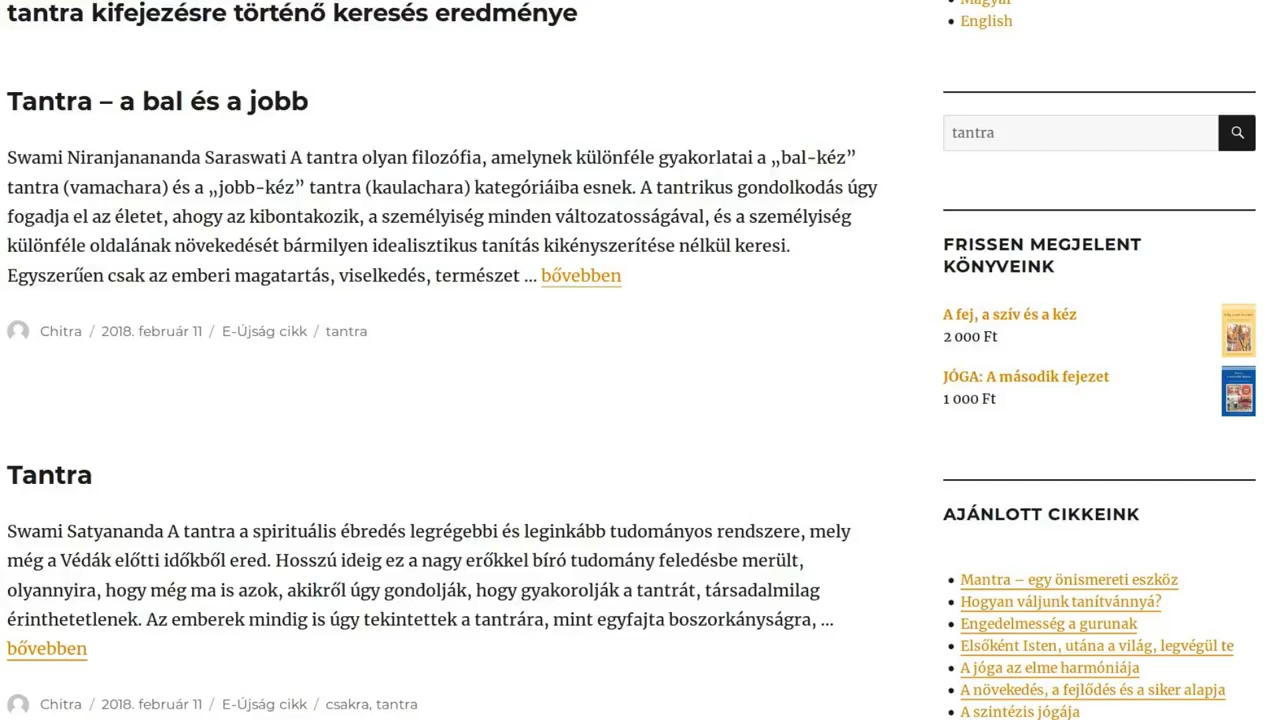 tantra kifejezésre történő keresés eredménye
Tantra – a bal és a jobb
Swami Niranjanananda Saraswati A tantra olyan filozófia, amelynek különféle gyakorlatai a „bal-kéz”
tantra (vamachara) és a „jobb-kéz” tantra (kaulachara) kategóriáiba esnek. A tantrikus gondolkodás úgy
fogadja el az életet, ahogy az kibontakozik, a személyiség minden változatosságával, és a személyiség
különféle oldalának növekedését bármilyen idealisztikus tanítás kikényszerítése nélkül keresi.
Egyszerűen csak az emberi magatartás, viselkedés, természet ... bővebben
Chitra / 2018. február 11 / E-Újság cikk / tantra
Tantra
Swami Satyananda A tantra a spirituális ébredés legrégebbi és leginkább tudományos rendszere, mely
még a Védák előtti időkből ered. Hosszú ideig ez a nagy erőkkel bíró tudomány feledésbe merült,
olyannyira, hogy még ma is azok, akikről úgy gondolják, hogy gyakorolják a tantrát, társadalmilag
érinthetetlenek. Az emberek mindig is úgy tekintettek a tantrára, mint egyfajta boszorkányságra, ...
bővebben
Chitra / 2018. február 11 / E-Újság cikk / csakra, tantra
Magyar
English
tantra
FRISSEN MEGJELENT
KÖNYVEINK
A fej, a szív és a kéz
2 000 Ft
JÓGA: A második fejezet
1 000 Ft
AJÁNLOTT CIKKEINK
Mantra – egy önismereti eszköz
Hogyan váljunk tanítvánnyá?
Engedelmesség a gurunak
Elsőként Isten, utána a világ, legvégül te
A jóga az elme harmóniája
A növekedés, a fejlődés és a siker alapja
A szintézis jógája